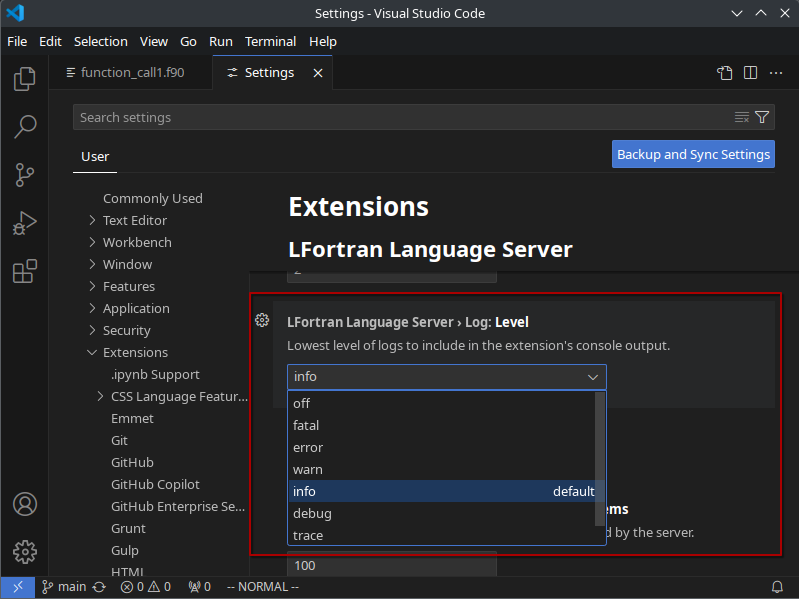 Settings - Visual Studio Code
File Edit Selection View Go Run Terminal Help
function_call1.f90 Settings
Search settings
User
Backup and Sync Settings
Commonly Used
Text Editor
Workbench
Window
Features
Application
Security
Extensions
.ipynb Support
CSS Language Featur...
Emmet
Git
GitHub
GitHub Copilot
GitHub Enterprise Se...
Grunt
Gulp
HTML
Extensions
LFortran Language Server
LFortran Language Server › Log: Level
Lowest level of logs to include in the extension's console output.
info
off
fatal
error
warn
info default
debug
trace
ems
d by the server.
100
main 0 0 0 -- NORMAL --